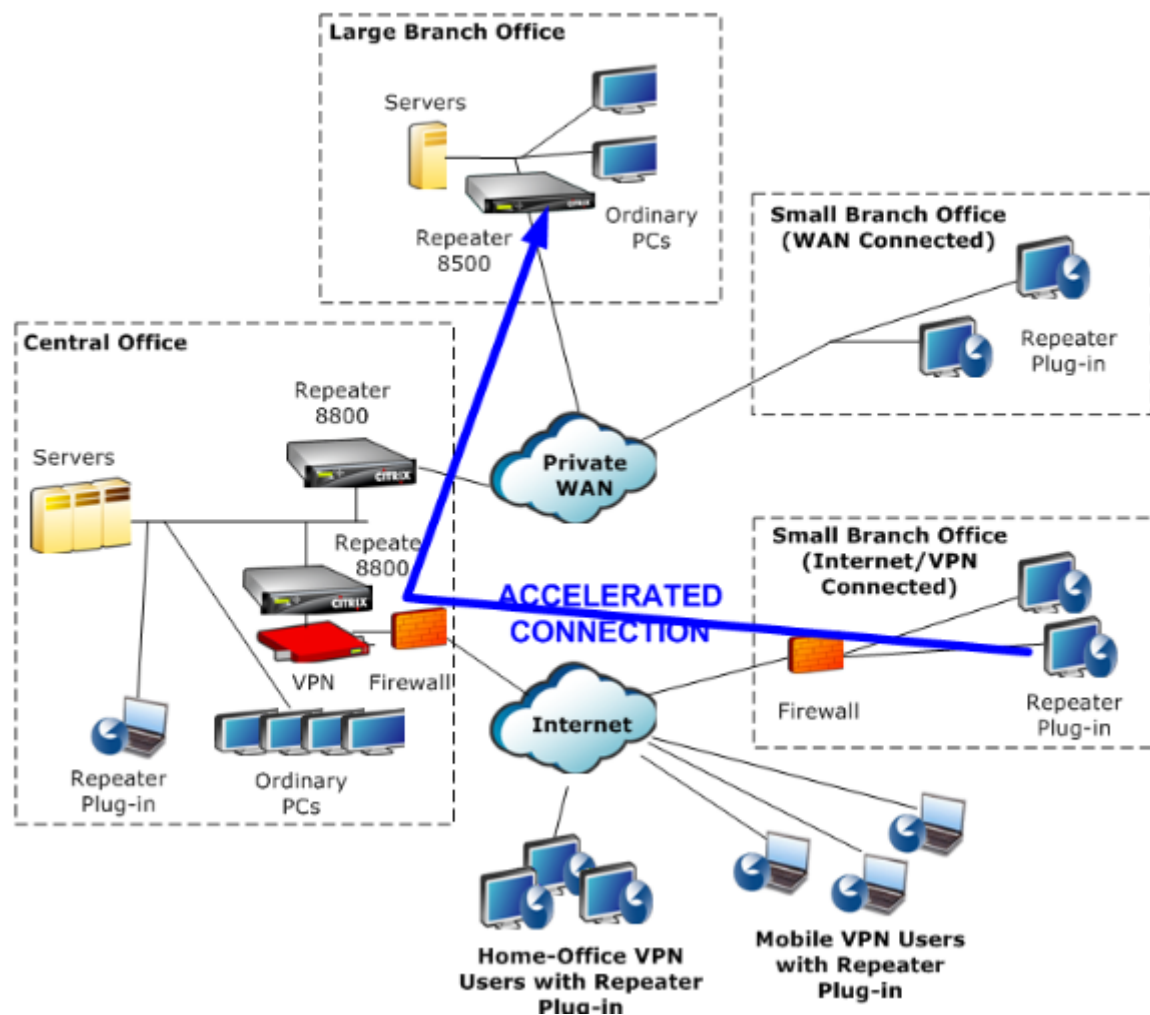 Large Branch Office
Servers
CITRIX
Repeater
8500
Ordinary
PCs
Small Branch Office
(WAN Connected)
Repeater
Plug-in
Central Office
Repeater
8800
CITRIX
Servers
Private
WAN
Repeate
8800
CITRIX
VPN
Firewall
Repeater
Plug-in
Ordinary
PCs
ACCELERATED
CONNECTION
Small Branch Office
(Internet/VPN
Connected)
Firewall
Repeater
Plug-in
Internet
Home-Office VPN
Users with Repeater
Plug-in
Mobile VPN Users
with Repeater
Plug-in